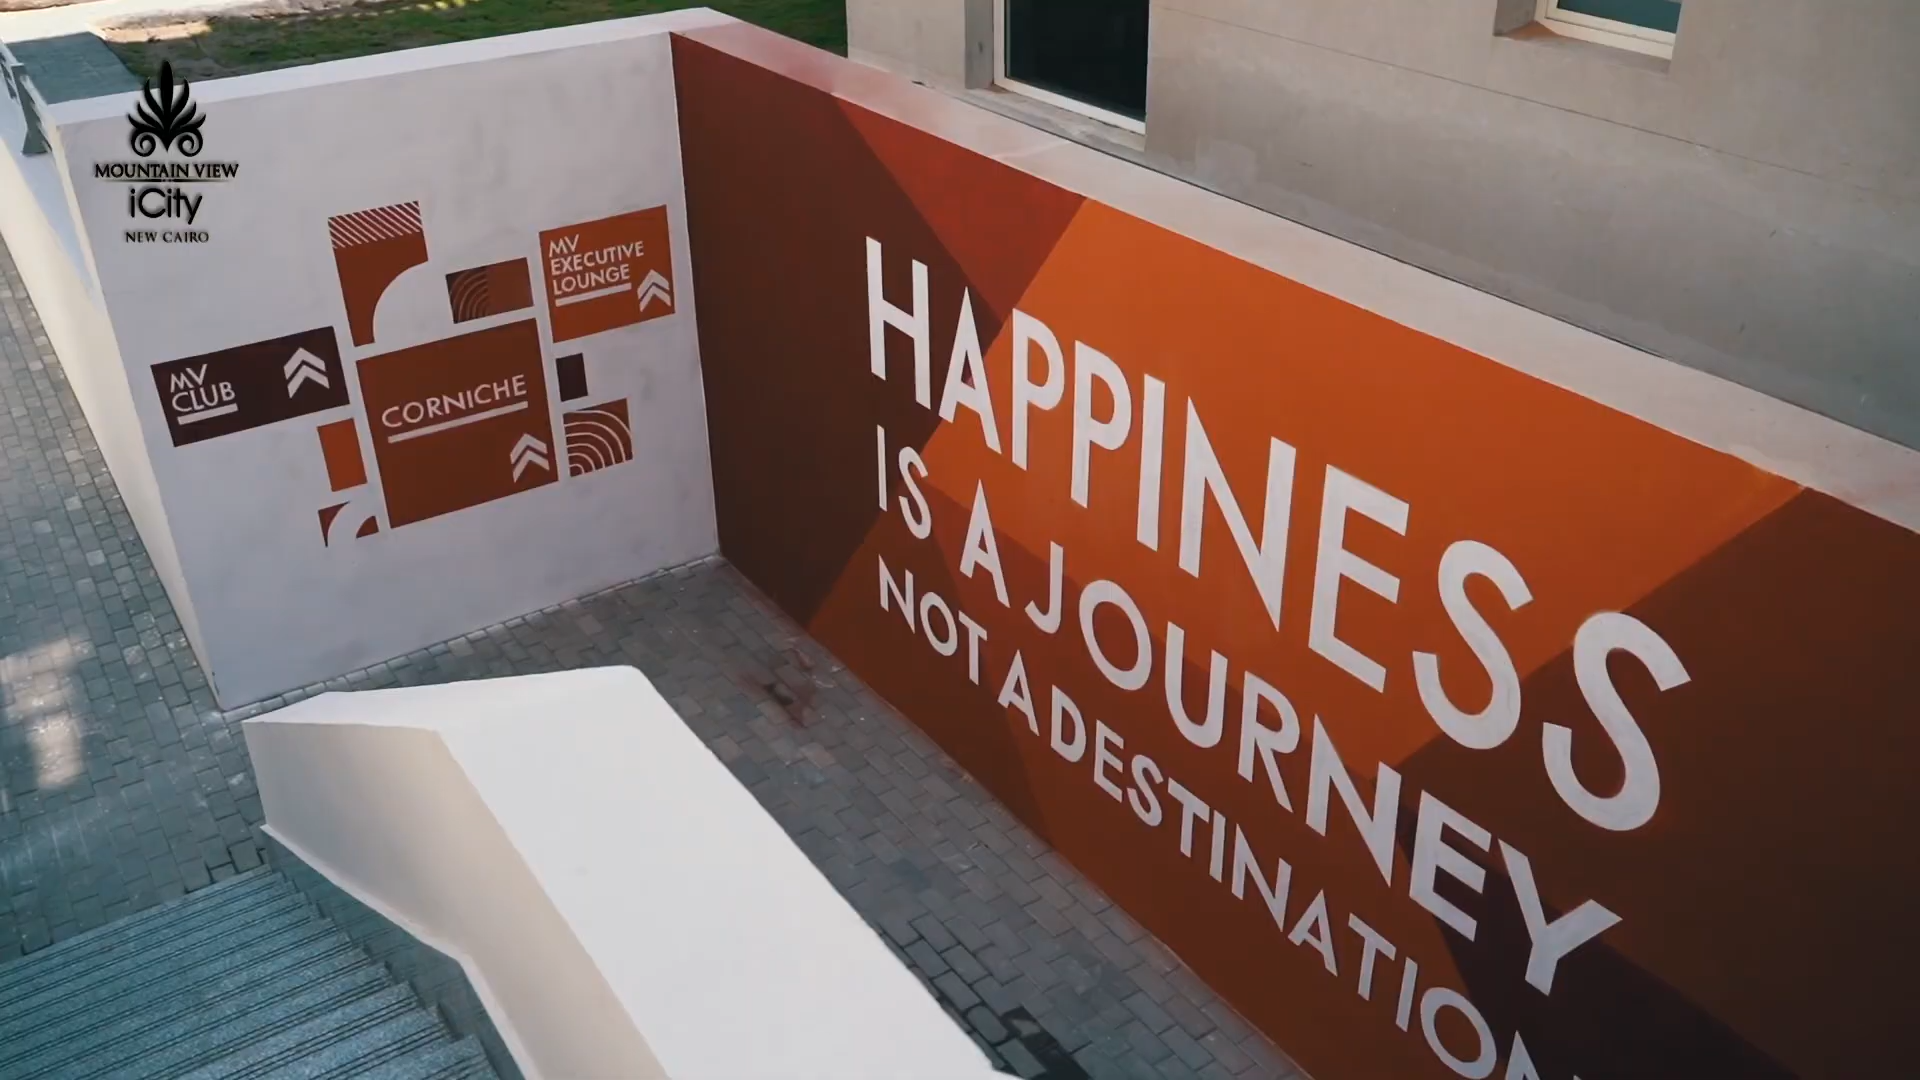 MOUNTAIN VIEW
iCity
NEW CAIRO
MV
EXECUTIVE
LOUNGE
MV
CLUB
CORNICHE
HAPPINESS
IS A JOURNEY
NOT A DESTINATION